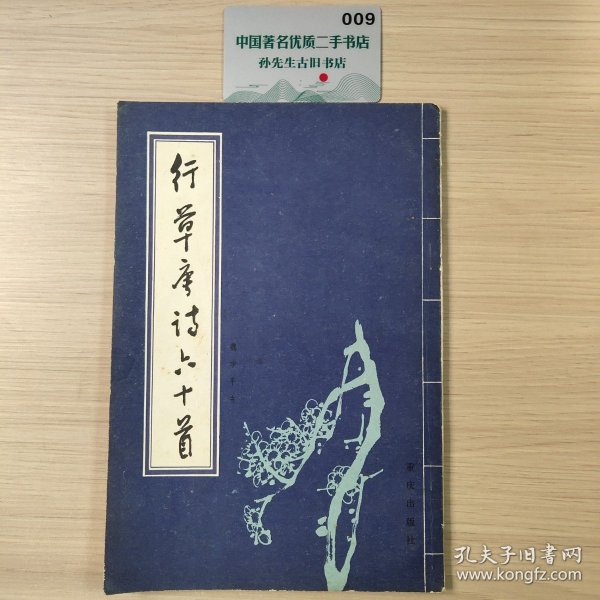 009
中国著名优质二手书店
孙先生古旧书店
行草唐诗六十首
重庆出版社
孔夫子旧书网
www.kongfz.com